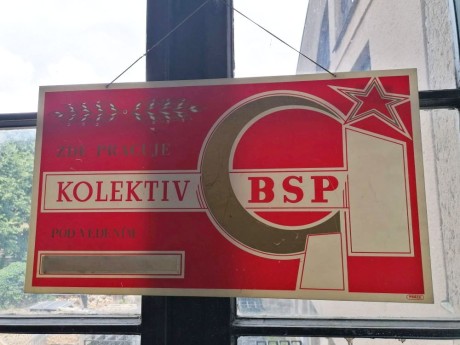 ZDE PRACUJE
KOLEKTIV BSP
POD VEDENÍM